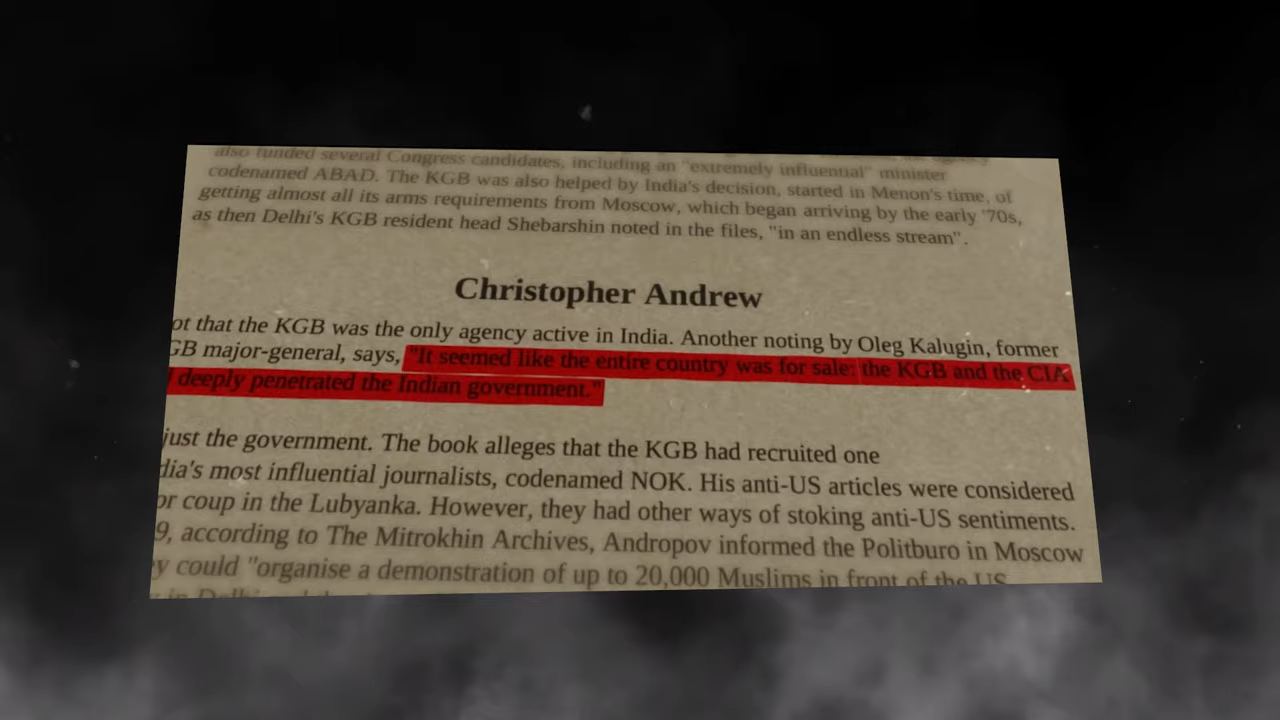 also funded several Congress candidates, including an "extremely influential" minister
codenamed ABAD. The KGB was also helped by India's decision, started in Menon's time, of
getting almost all its arms requirements from Moscow, which began arriving by the early '70s,
as then Delhi's KGB resident head Shebarshin noted in the files, "in an endless stream".
Christopher Andrew
ot that the KGB was the only agency active in India. Another noting by Oleg Kalugin, former
GB major-general, says, "It seemed like the entire country was for sale: the KGB and the CIA
deeply penetrated the Indian government."
just the government. The book alleges that the KGB had recruited one
dia's most influential journalists, codenamed NOK. His anti-US articles were considered
or coup in the Lubyanka. However, they had other ways of stoking anti-US sentiments.
9, according to The Mitrokhin Archives, Andropov informed the Politburo in Moscow
y could "organise a demonstration of up to 20,000 Muslims in front of the US